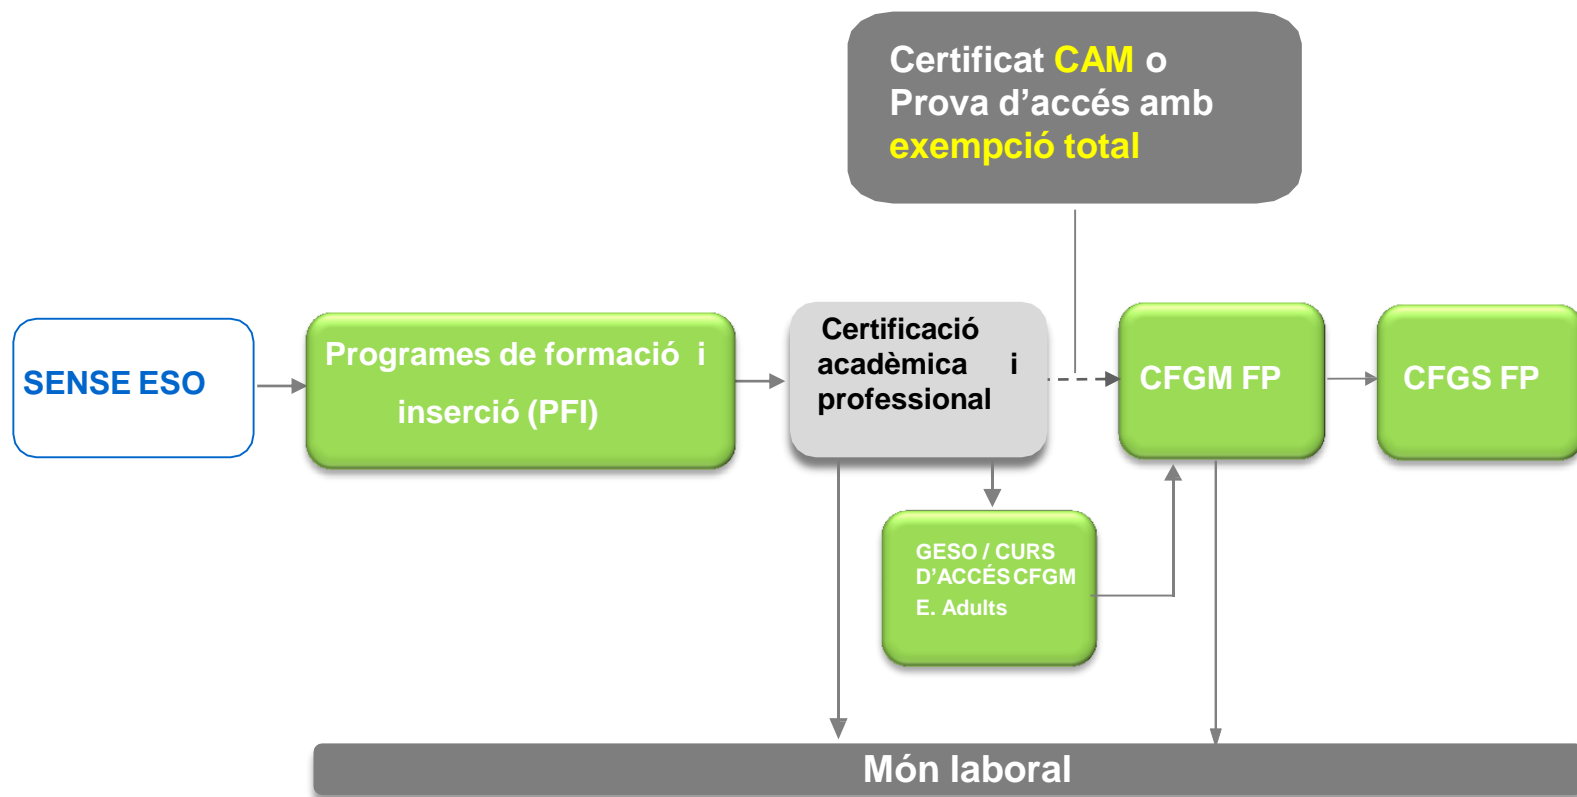 Certificat CAM o
Prova d’accés amb
exempció total
SENSE ESO
Programes de formació i
inserció (PFI)
Certificació
acadèmica i
professional
CFGM FP
CFGS FP
GESO / CURS
D’ACCÉS CFGM
E. Adults
Món laboral